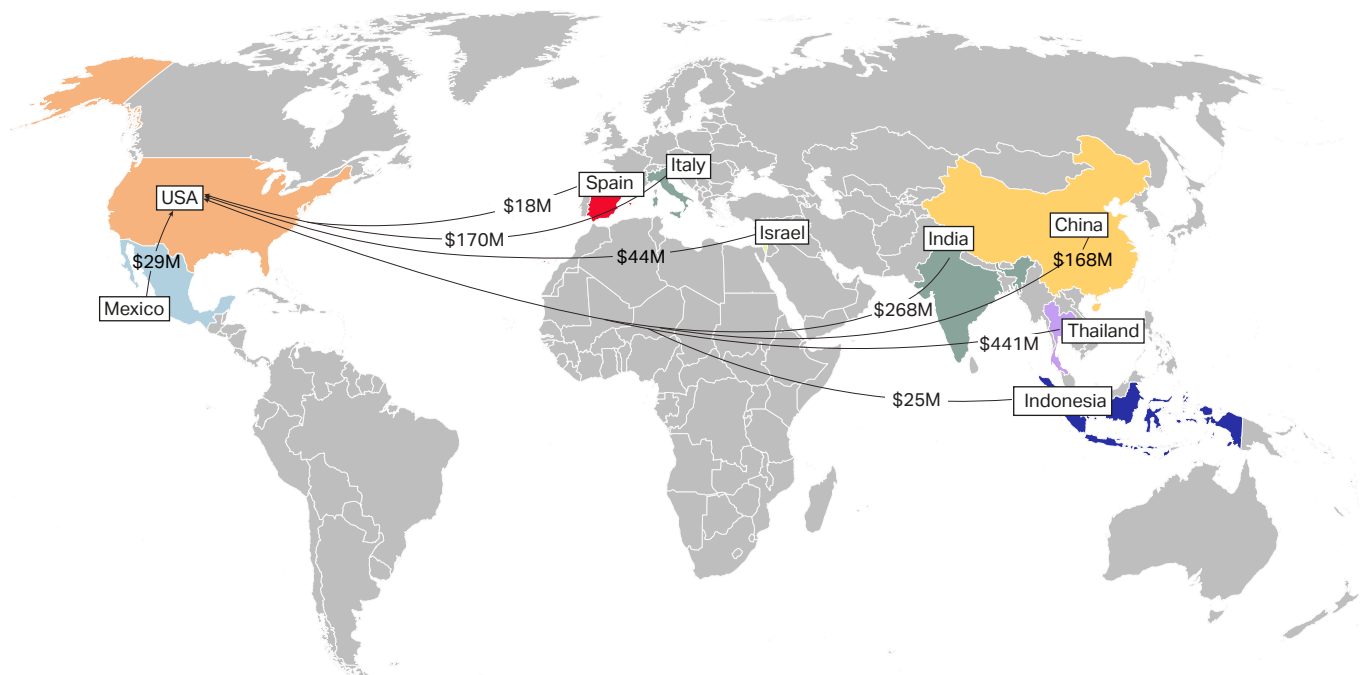 Italy
Spain
USA
$18M
China
Israel
India
$170M
$44M
$29M
$168M
Mexico
$268M
Thailand
$441M
$25M
Indonesia